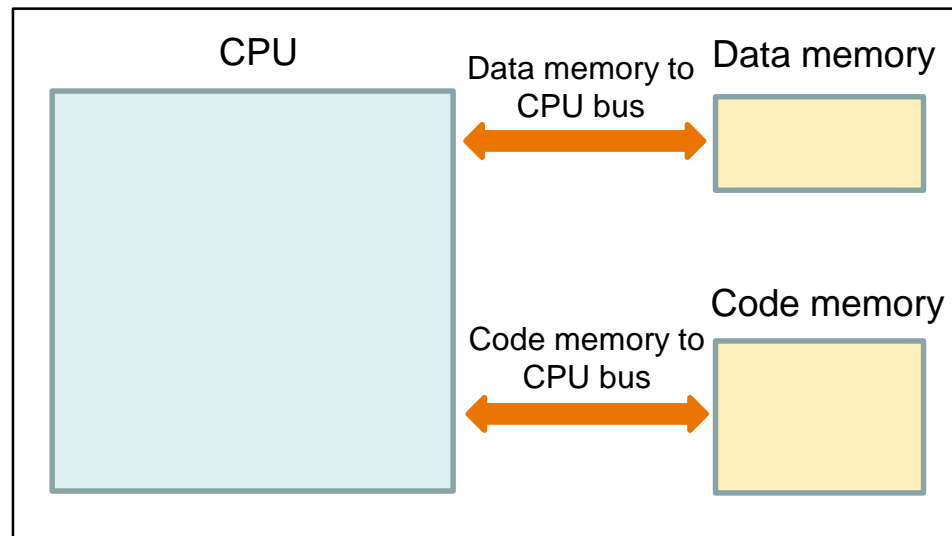 CPU
Data memory to
CPU bus
Data memory
Code memory to
CPU bus
Code memory